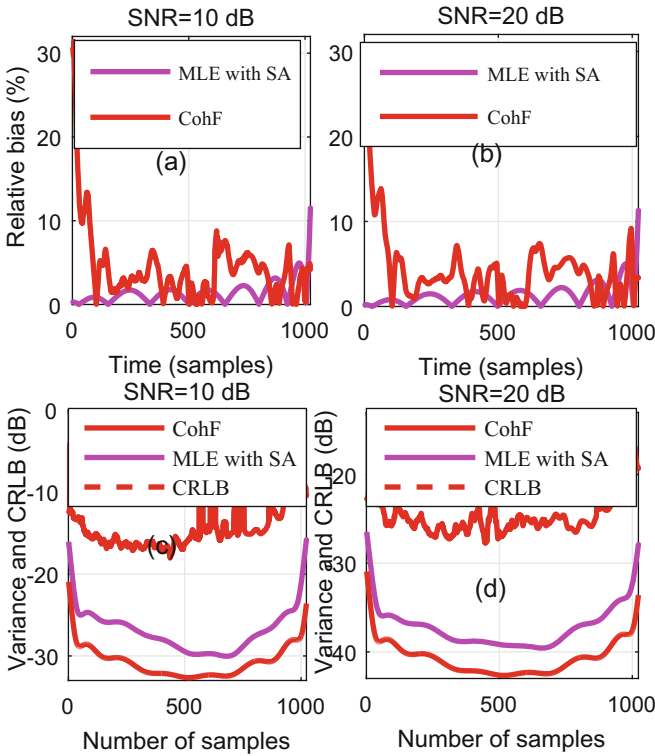 SNR=10 dB
SNR=20 dB
Relative bias (%)
30
20
10
0
MLE with SA
CohF
(a)
0
500
1000
Time (samples)
30
20
10
0
MLE with SA
CohF
(b)
0
500
1000
Time (samples)
SNR=10 dB
SNR=20 dB
Variance and CRLB (dB)
0
-10
-20
-30
CohF
MLE with SA
CRLB
(c)
0
500
1000
Number of samples
Variance and CRLB (dB)
-20
-30
-40
CohF
MLE with SA
CRLB
(d)
0
500
1000
Number of samples